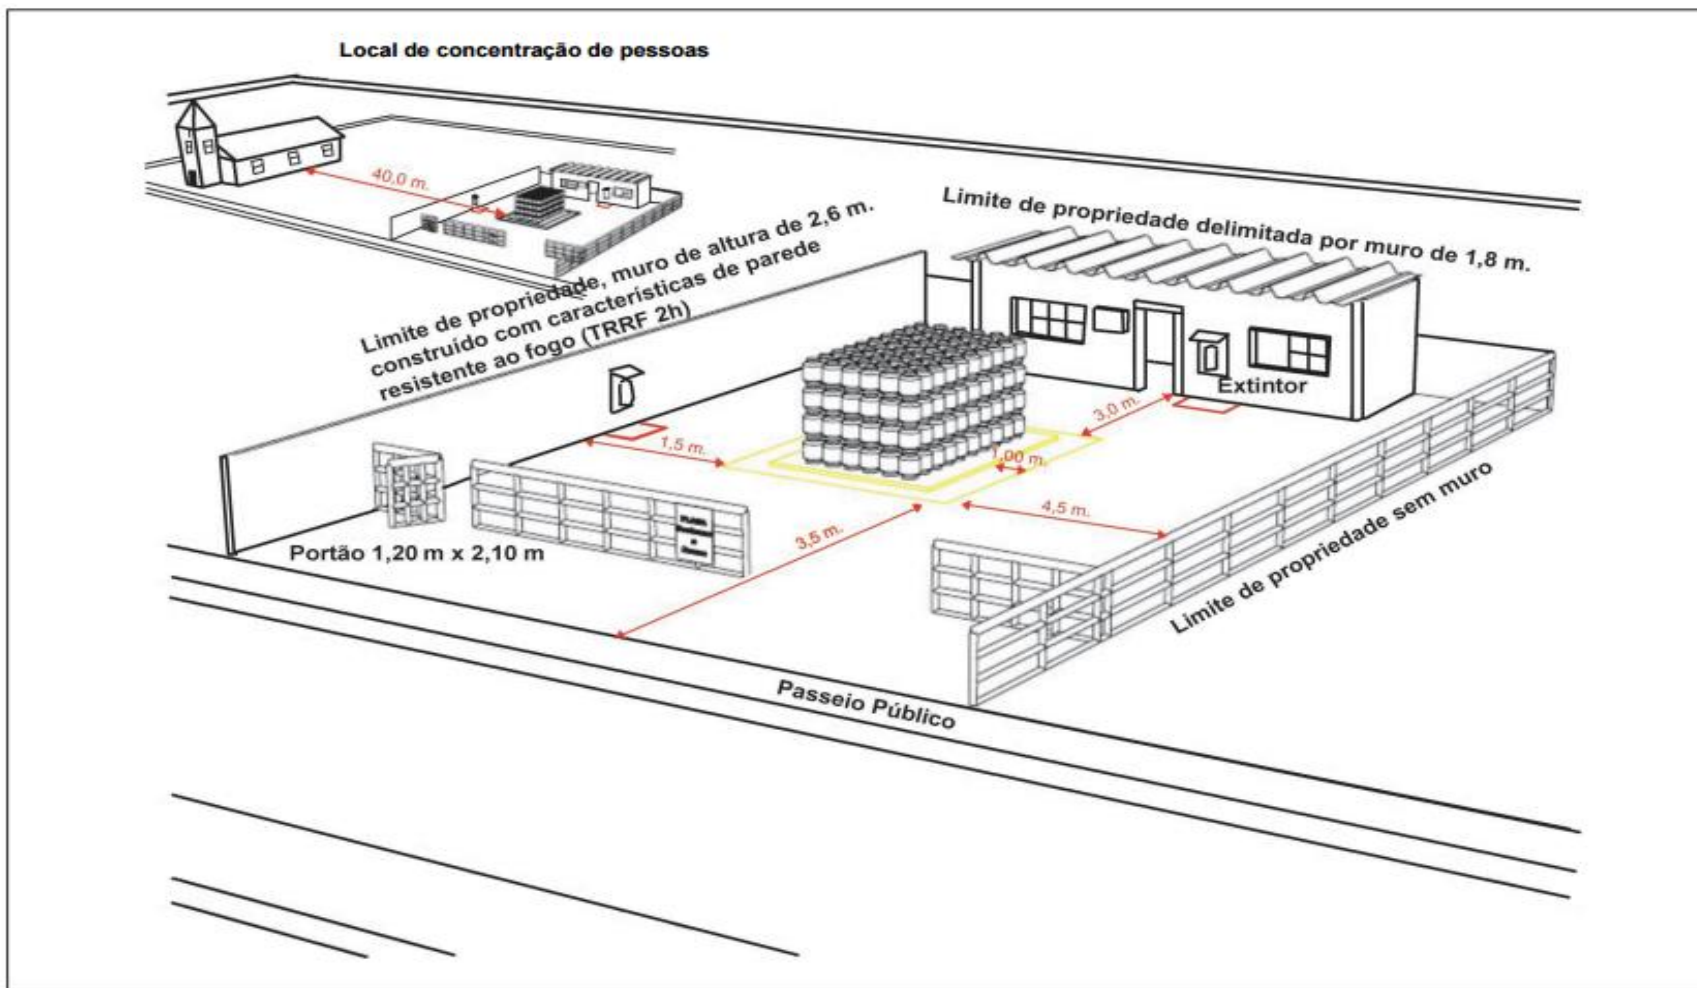 Local de concentração de pessoas
40,0 m.
Limite de propriedade, muro de altura de 2,6 m.
construído com características de parede
resistente ao fogo (TRRF 2h)
Limite de propriedade delimitada por muro de 1,8 m.
Extintor
3,0 m.
1,5 m.
1,00 m.
4,5 m.
3,5 m.
Portão 1,20 m x 2,10 m
Limite de propriedade sem muro
Passeio Público